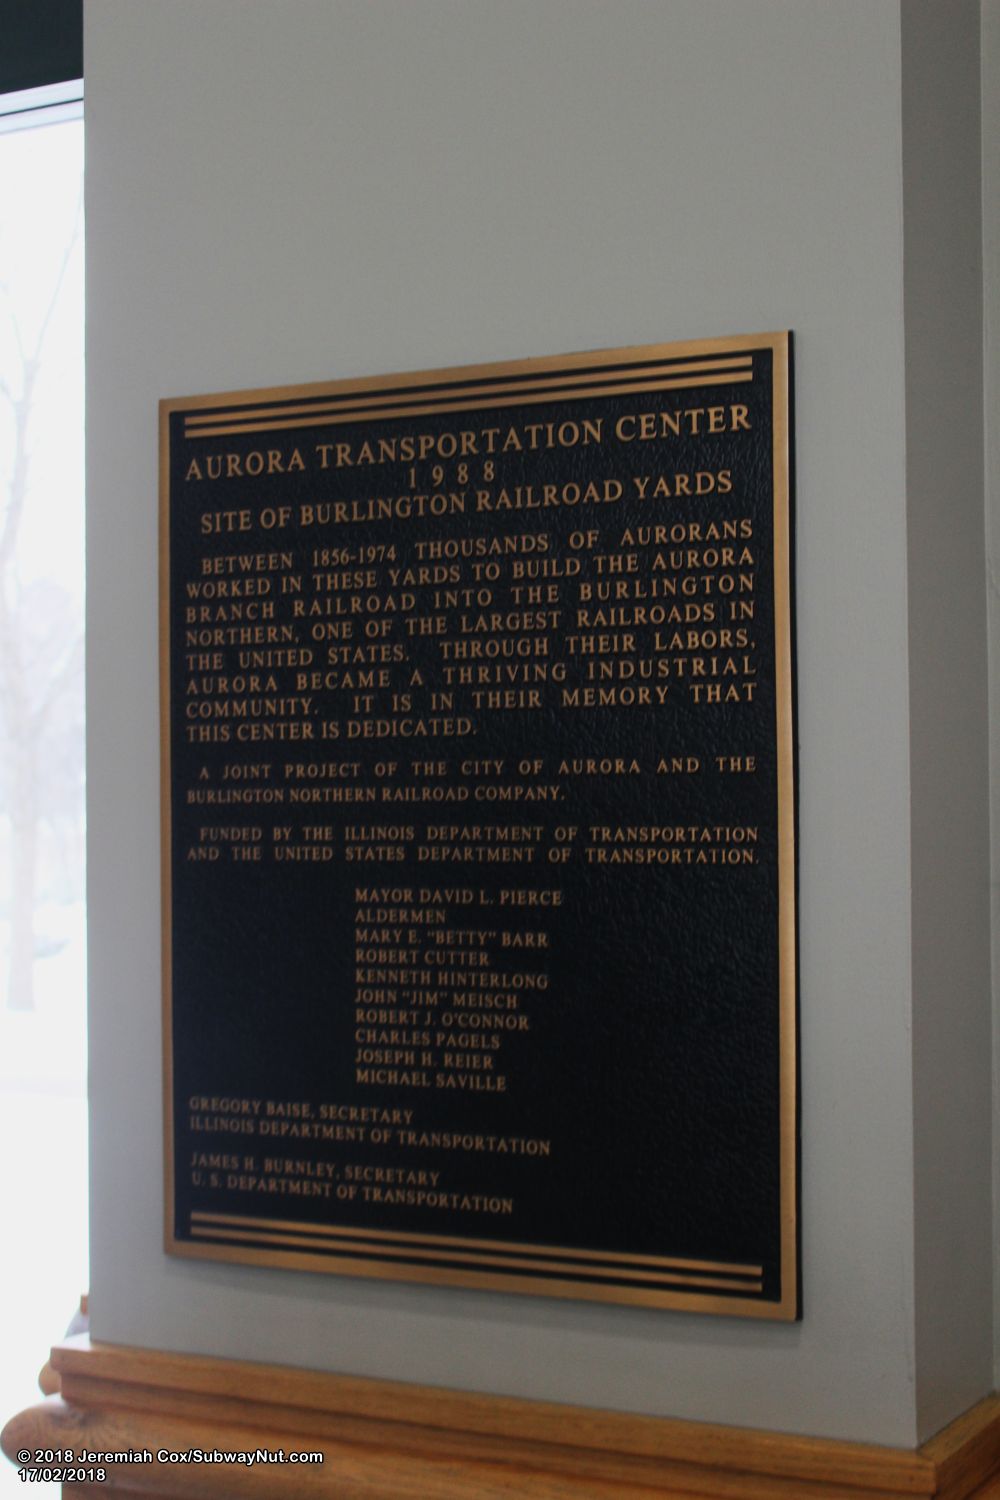 AURORA TRANSPORTATION CENTER
1988
SITE OF BURLINGTON RAILROAD YARDS
BETWEEN 1856-1974 THOUSANDS OF AURORANS
WORKED IN THESE YARDS TO BUILD THE AURORA
BRANCH RAILROAD INTO THE BURLINGTON
NORTHERN, ONE OF THE LARGEST RAILROADS IN
THE UNITED STATES. THROUGH THEIR LABORS,
AURORA BECAME A THRIVING INDUSTRIAL
COMMUNITY. IT IS IN THEIR MEMORY THAT
THIS CENTER IS DEDICATED.
A JOINT PROJECT OF THE CITY OF AURORA AND THE
BURLINGTON NORTHERN RAILROAD COMPANY.
FUNDED BY THE ILLINOIS DEPARTMENT OF TRANSPORTATION
AND THE UNITED STATES DEPARTMENT OF TRANSPORTATION.
MAYOR DAVID L. PIERCE
ALDERMEN
MARY E. "BETTY" BARR
ROBERT CUTTER
KENNETH HINTERLONG
JOHN "JIM" MEISCH
ROBERT J. O'CONNOR
CHARLES PAGELS
JOSEPH H. REIER
MICHAEL SAVILLE
GREGORY BAISE, SECRETARY
ILLINOIS DEPARTMENT OF TRANSPORTATION
JAMES H. BURNLEY, SECRETARY
U. S. DEPARTMENT OF TRANSPORTATION
© 2018 Jeremiah Cox/SubwayNut.com
17/02/2018